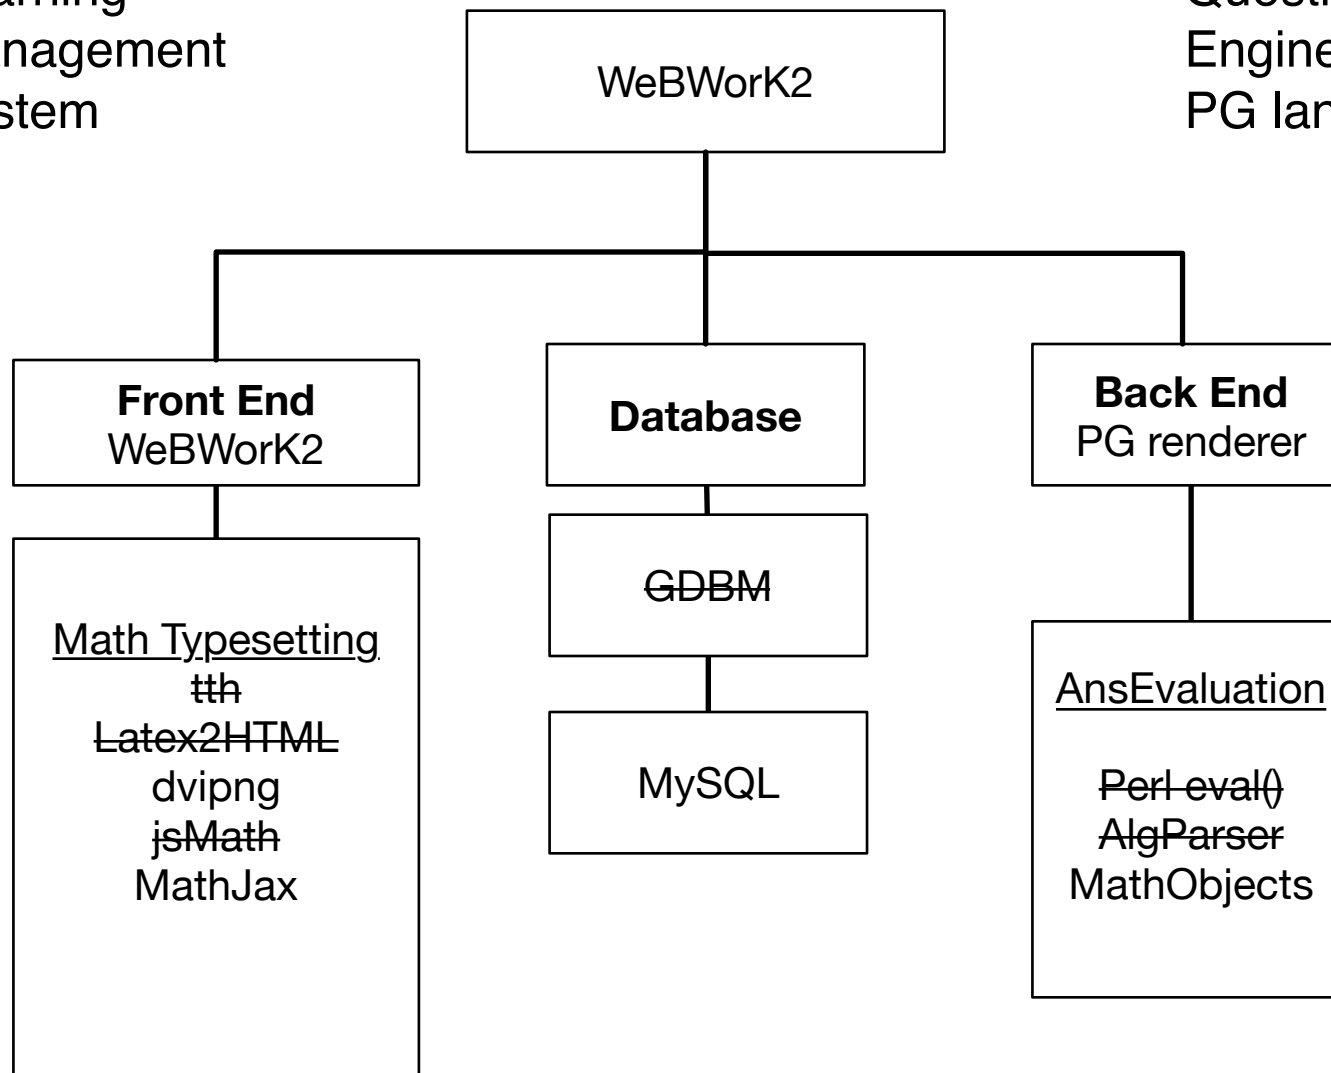 nagement
stem
WeBWorK2
Engine
PG lan
Front End
WeBWorK2
Database
Back End
PG renderer
Math Typesetting
tth
Latex2HTML
dvipng
jsMath
MathJax
GDBM
MySQL
AnsEvaluation
Perl eval()
AlgParser
MathObjects